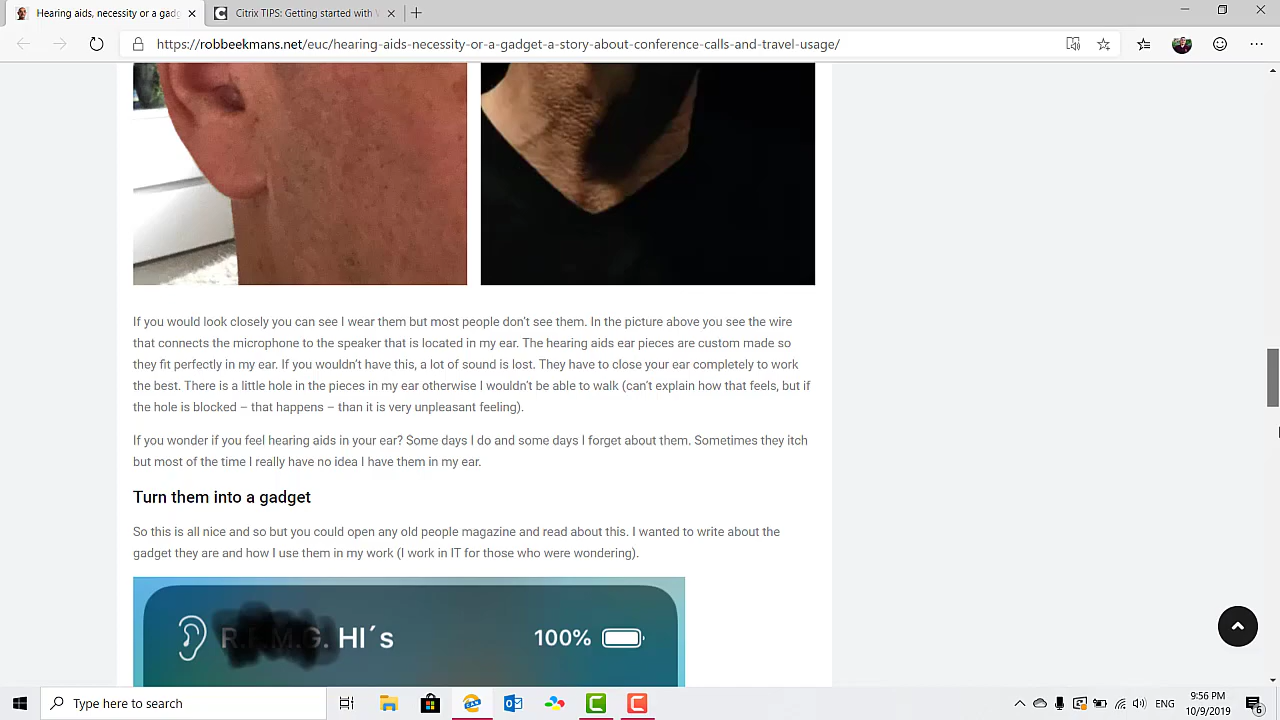 Hearing aids, necessity or a gadg
Citrix TIPS: Getting started with
https://robbeekmans.net/euc/hearing-aids-necessity-or-a-gadget-a-story-about-conference-calls-and-travel-usage/
If you would look closely you can see I wear them but most people don't see them. In the picture above you see the wire
that connects the microphone to the speaker that is located in my ear. The hearing aids ear pieces are custom made so
they fit perfectly in my ear. If you wouldn't have this, a lot of sound is lost. They have to close your ear completely to work
the best. There is a little hole in the pieces in my ear otherwise I wouldn't be able to walk (can't explain how that feels, but if
the hole is blocked – that happens – than it is very unpleasant feeling).
If you wonder if you feel hearing aids in your ear? Some days I do and some days I forget about them. Sometimes they itch
but most of the time I really have no idea I have them in my ear.
Turn them into a gadget
So this is all nice and so but you could open any old people magazine and read about this. I wanted to write about the
gadget they are and how I use them in my work (I work in IT for those who were wondering).
HI´s 100%
Type here to search
ENG
9:56 PM
10/9/2019
6